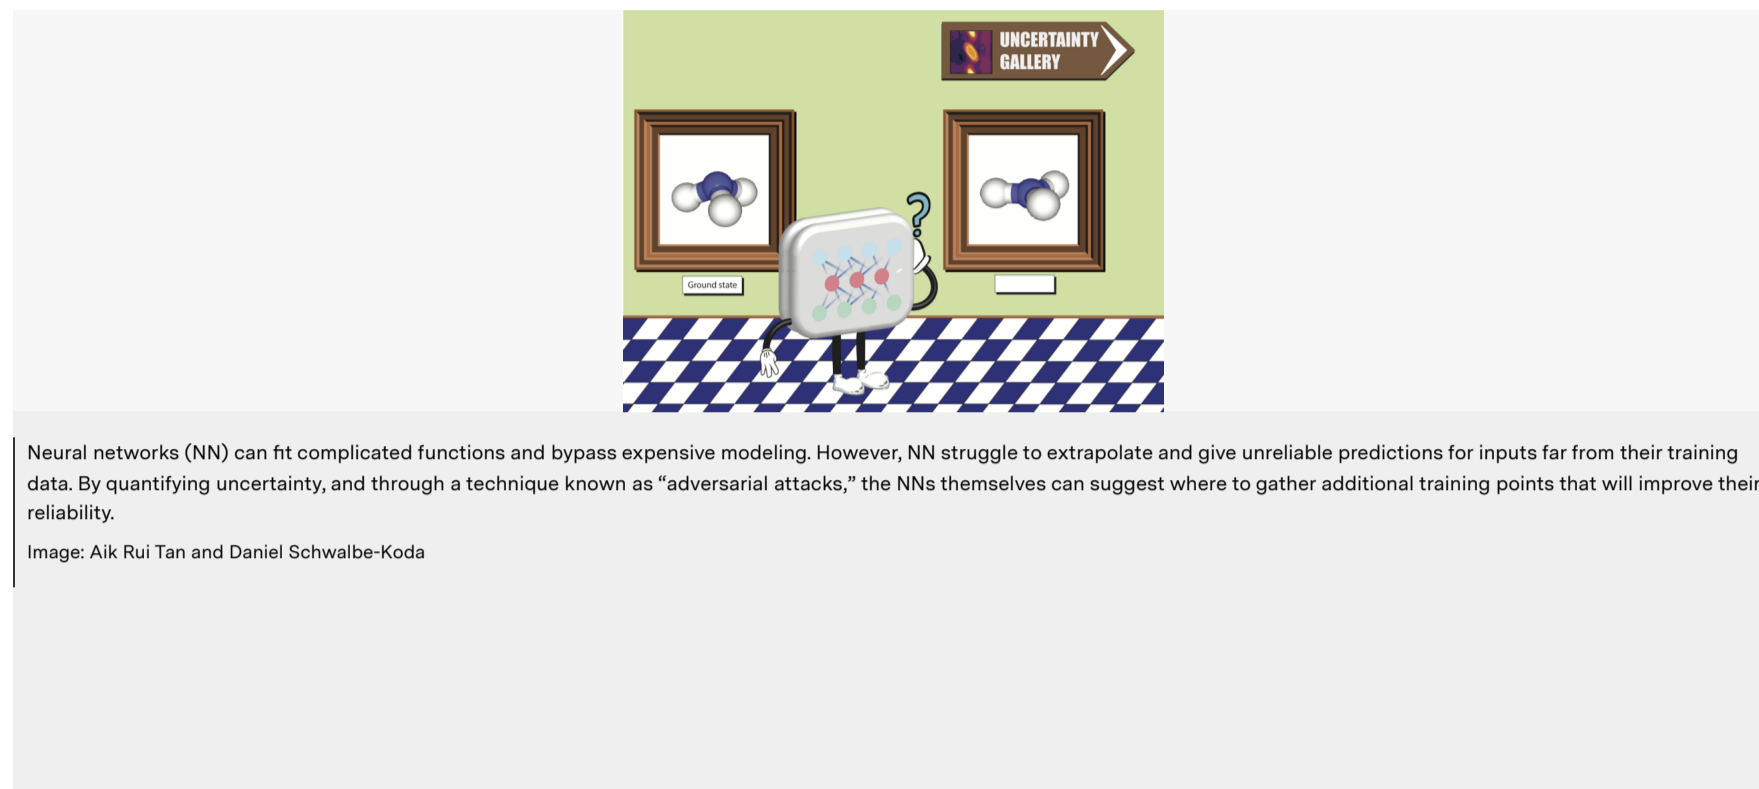 UNCERTAINTY
GALLERY
?
Ground state
Neural networks (NN) can fit complicated functions and bypass expensive modeling. However, NN struggle to extrapolate and give unreliable predictions for inputs far from their training
data. By quantifying uncertainty, and through a technique known as “adversarial attacks,” the NNs themselves can suggest where to gather additional training points that will improve their
reliability.
Image: Aik Rui Tan and Daniel Schwalbe-Koda